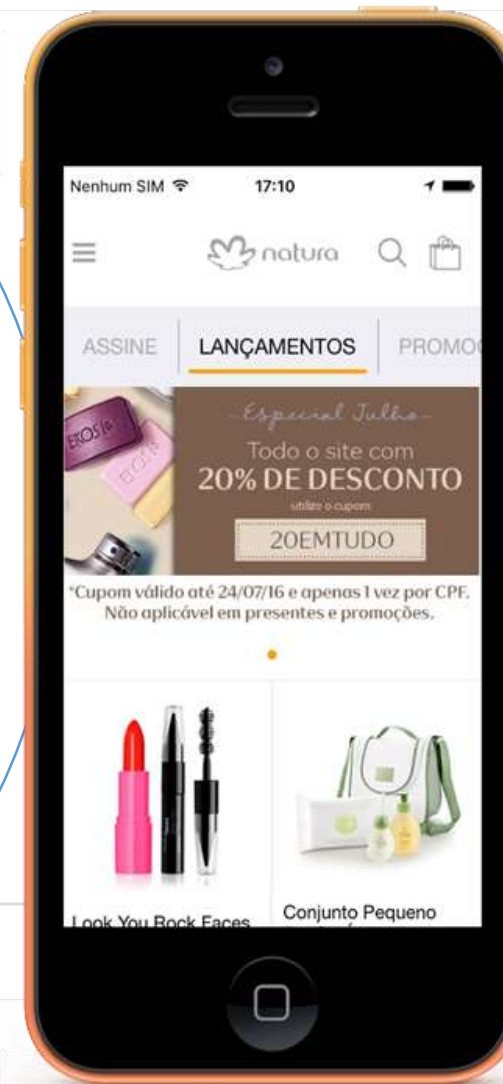 Nenhum SIM 17:10
natura
ASSINE LANÇAMENTOS PROMOÇ
EKOS
- Especial Julho -
Todo o site com
20% DE DESCONTO
utilize o cupom
20EMTUDO
*Cupom válido até 24/07/16 e apenas 1 vez por CPF.
Não aplicável em presentes e promoções.
Look You Rock Faces
Conjunto Pequeno